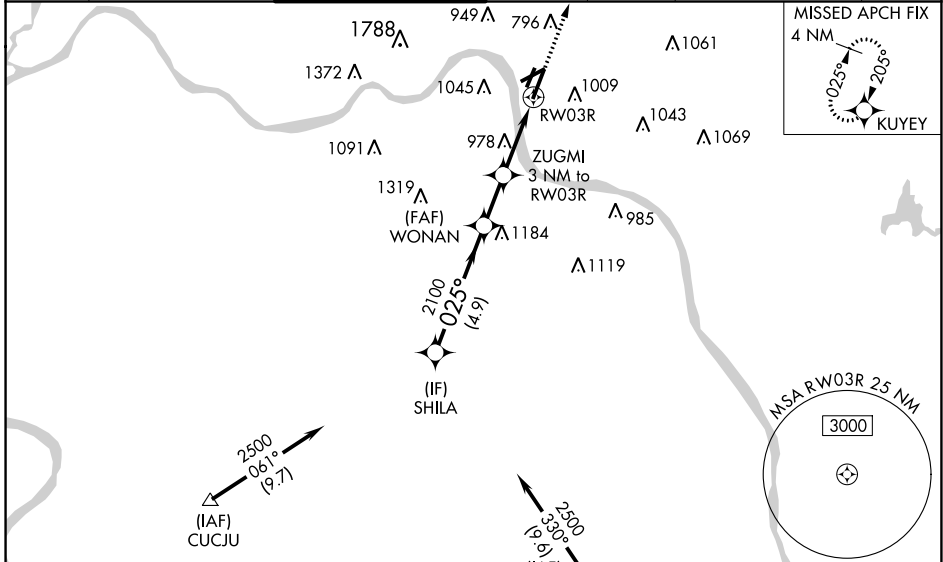 949
796
1788
1061
1372
1045
1009
RW03R
1043
1069
1091
978
ZUGMI
3 NM to
RW03R
1319
(FAF)
WONAN
985
1184
1119
2100
025°
(4.9)
(IF)
SHILA
2500
061°
(9.7)
(IAF)
CUCJU
2500
330°
(9.6)
MISSED APCH FIX
4 NM
025°
205°
KUYEY
MSA RW03R 25 NM
3000